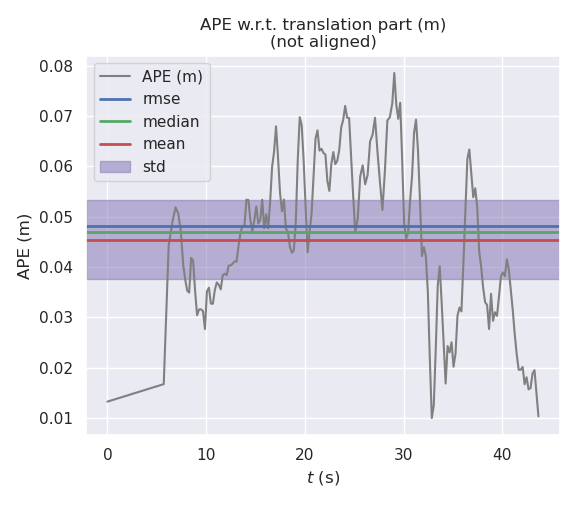 APE w.r.t. translation part (m)
(not aligned)
APE (m)
rmse
median
mean
std
APE (m)
0.08
0.07
0.06
0.05
0.04
0.03
0.02
0.01
0
10
20
30
40
t (s)